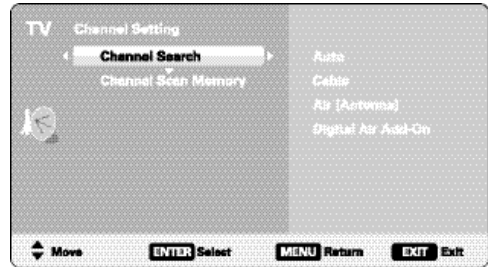 TV Channel Setting
Channel Search
Channel Scan Memory
Auto
Cable
Air (Antenna)
Digital Air Add-On
Move ENTER Select MENU Return EXIT Exit